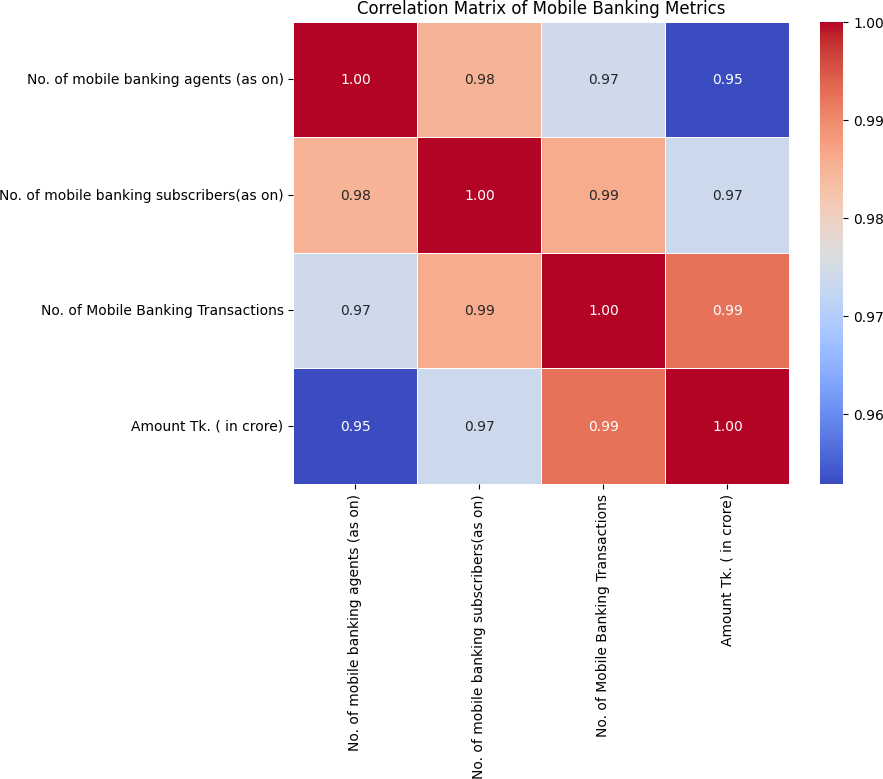 Correlation Matrix of Mobile Banking Metrics
No. of mobile banking agents (as on)
1.00
0.98
0.97
0.95
No. of mobile banking subscribers(as on)
0.98
1.00
0.99
0.97
No. of Mobile Banking Transactions
0.97
0.99
1.00
0.99
Amount Tk. ( in crore)
0.95
0.97
0.99
1.00
No. of mobile banking agents (as on)
No. of mobile banking subscribers(as on)
No. of Mobile Banking Transactions
Amount Tk. ( in crore)
1.00
0.99
0.98
0.97
0.96